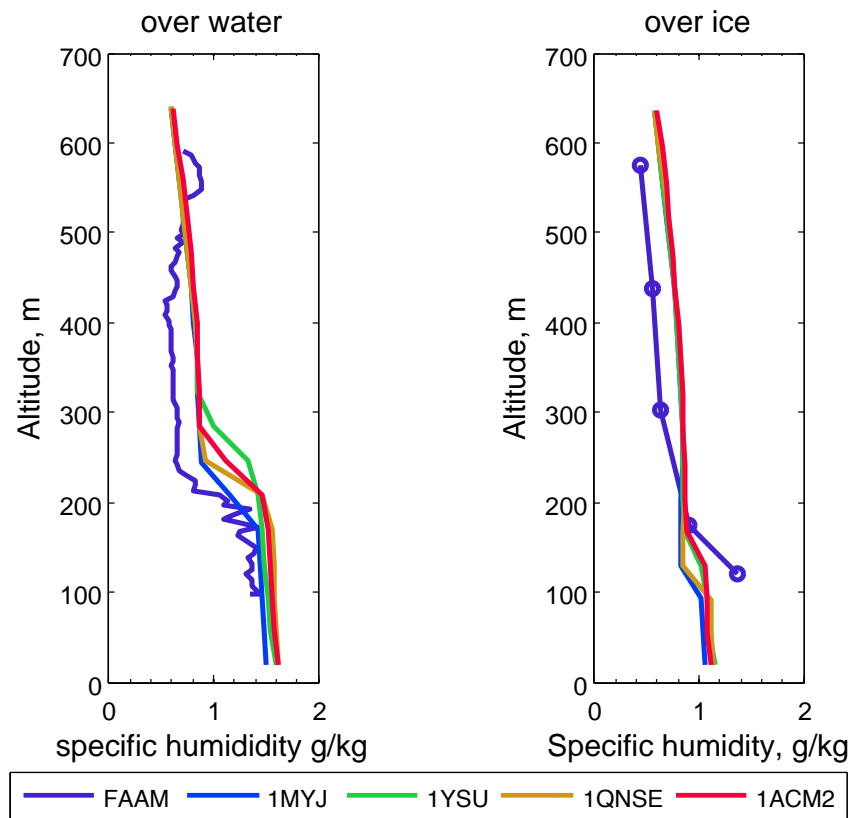 over water
over ice
700
600
500
400
300
200
100
0
Altitude, m
0
1
2
specific humididity g/kg
700
600
500
400
300
200
100
0
Altitude, m
0
1
2
Specific humidity, g/kg
FAAM
1MYJ
1YSU
1QNSE
1ACM2